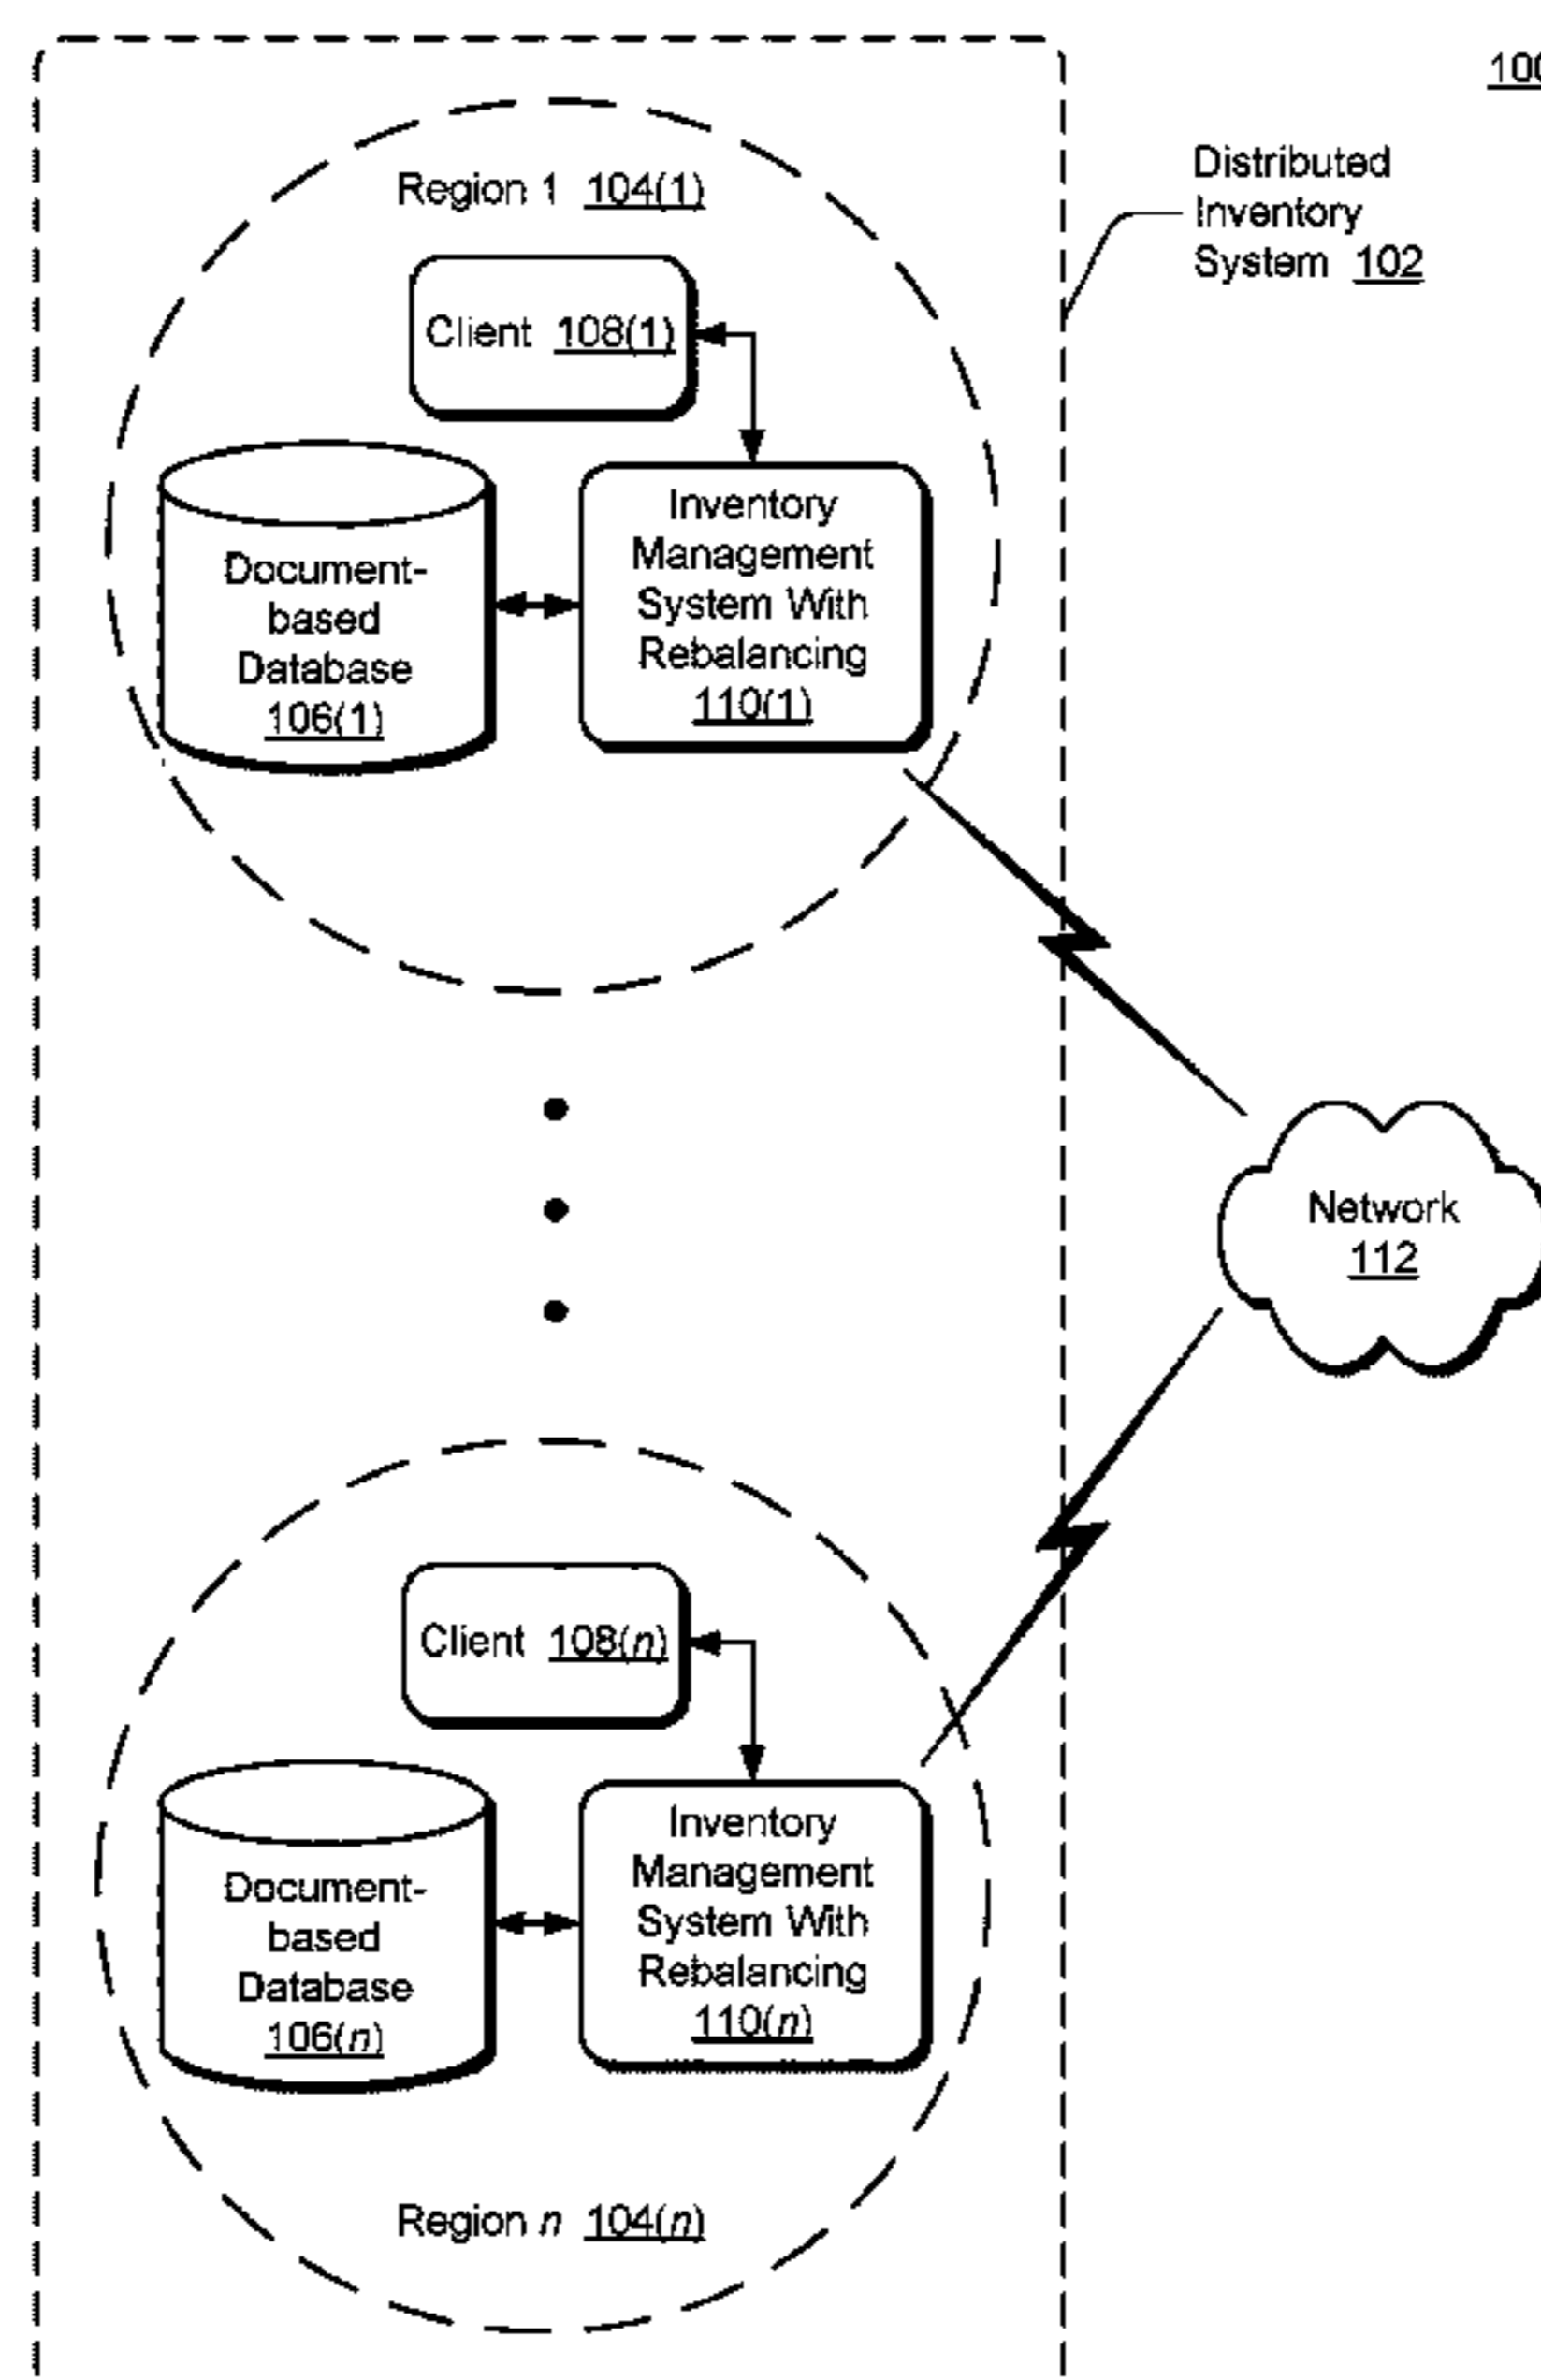 100
Distributed
Inventory
System 102
Region 1 104(1)
Client 108(1)
Document-
based
Database
106(1)
Inventory
Management
System With
Rebalancing
110(1)
Network
112
Client 108(n)
Document-
based
Database
106(n)
Inventory
Management
System With
Rebalancing
110(n)
Region n 104(n)